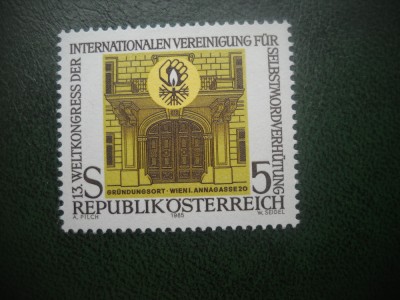 13. WELTKONGRESS DER
INTERNATIONALEN VEREINIGUNG FÜR
SELBSTMORDVERHÜTUNG
GRÜNDUNGSORT · WIEN I. ANNAGASSE 20
S 5
REPUBLIK ÖSTERREICH
A. PILCH 1985 W. SEIDEL